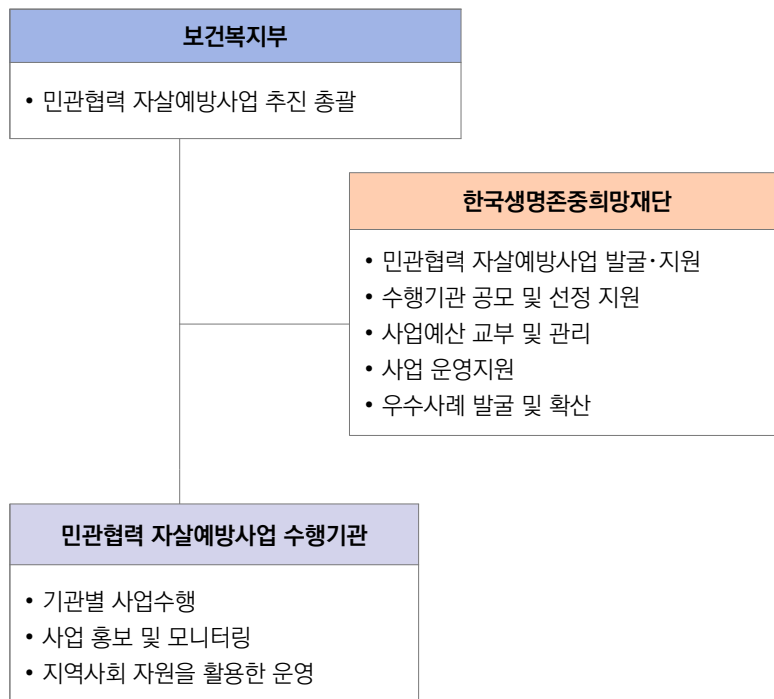 보건복지부
• 민관협력 자살예방사업 추진 총괄
한국생명존중희망재단
• 민관협력 자살예방사업 발굴·지원
• 수행기관 공모 및 선정 지원
• 사업예산 교부 및 관리
• 사업 운영지원
• 우수사례 발굴 및 확산
민관협력 자살예방사업 수행기관
• 기관별 사업수행
• 사업 홍보 및 모니터링
• 지역사회 자원을 활용한 운영